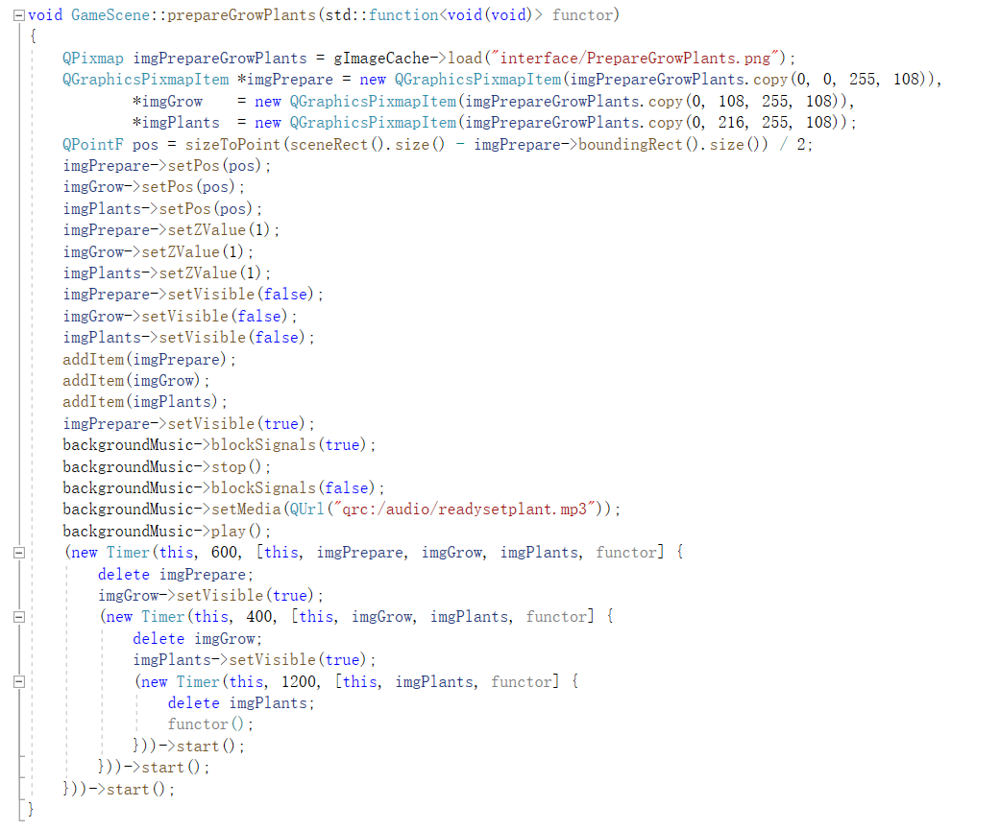 void GameScene::prepareGrowPlants(std::function<void(void)> functor)
{
    QPixmap imgPrepareGrowPlants = gImageCache->load("interface/PrepareGrowPlants.png");
    QGraphicsPixmapItem *imgPrepare = new QGraphicsPixmapItem(imgPrepareGrowPlants.copy(0, 0, 255, 108)),
            *imgGrow    = new QGraphicsPixmapItem(imgPrepareGrowPlants.copy(0, 108, 255, 108)),
            *imgPlants  = new QGraphicsPixmapItem(imgPrepareGrowPlants.copy(0, 216, 255, 108));
    QPointF pos = sizeToPoint(sceneRect().size() - imgPrepare->boundingRect().size()) / 2;
    imgPrepare->setPos(pos);
    imgGrow->setPos(pos);
    imgPlants->setPos(pos);
    imgPrepare->setZValue(1);
    imgGrow->setZValue(1);
    imgPlants->setZValue(1);
    imgPrepare->setVisible(false);
    imgGrow->setVisible(false);
    imgPlants->setVisible(false);
    addItem(imgPrepare);
    addItem(imgGrow);
    addItem(imgPlants);
    imgPrepare->setVisible(true);
    backgroundMusic->blockSignals(true);
    backgroundMusic->stop();
    backgroundMusic->blockSignals(false);
    backgroundMusic->setMedia(QUrl("qrc:/audio/readysetplant.mp3"));
    backgroundMusic->play();
    (new Timer(this, 600, [this, imgPrepare, imgGrow, imgPlants, functor] {
        delete imgPrepare;
        imgGrow->setVisible(true);
        (new Timer(this, 400, [this, imgGrow, imgPlants, functor] {
            delete imgGrow;
            imgPlants->setVisible(true);
            (new Timer(this, 1200, [this, imgPlants, functor] {
                delete imgPlants;
                functor();
            }))->start();
        }))->start();
    }))->start();
}